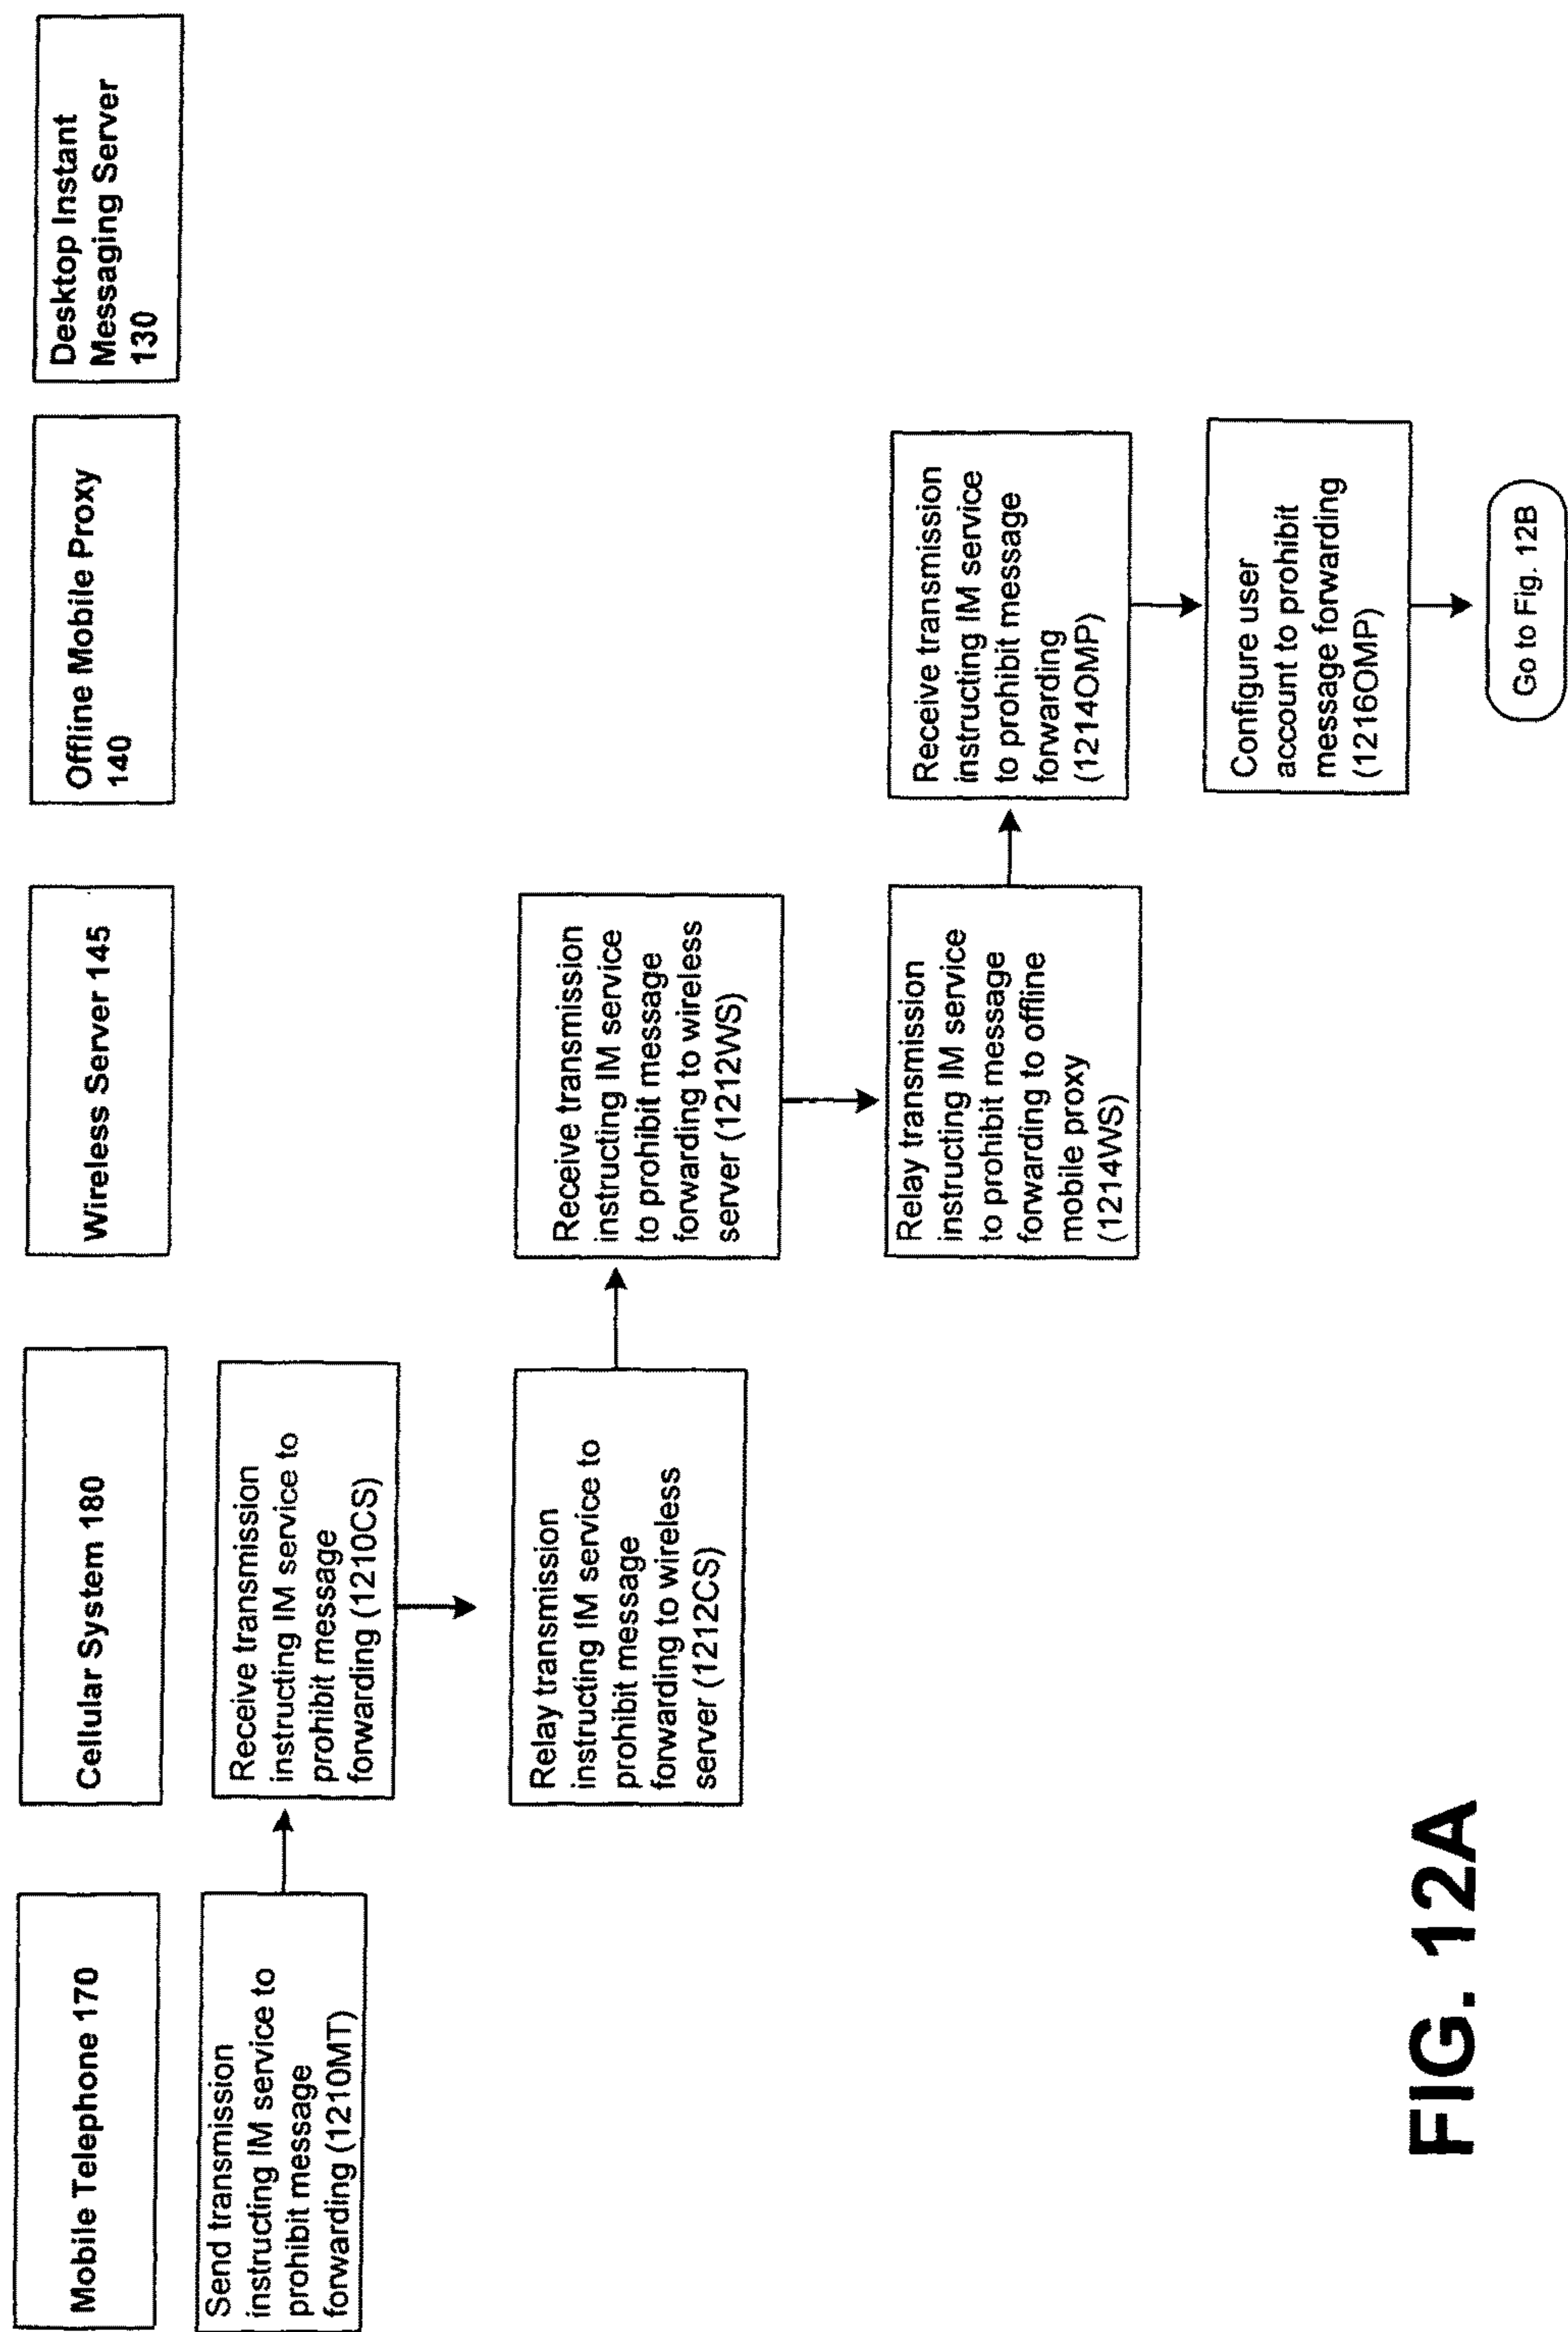 Mobile Telephone 170
Cellular System 180
Wireless Server 145
Offline Mobile Proxy
140
Desktop Instant
Messaging Server
130
Send transmission
instructing IM service to
prohibit message
forwarding (1210MT)
Receive transmission
instructing IM service to
prohibit message
forwarding (1210CS)
Relay transmission
instructing IM service to
prohibit message
forwarding to wireless
server (1212CS)
Receive transmission
instructing IM service
to prohibit message
forwarding to wireless
server (1212WS)
Relay transmission
instructing IM service
to prohibit message
forwarding to offline
mobile proxy
(1214WS)
Receive transmission
instructing IM service
to prohibit message
forwarding
(1214OMP)
Configure user
account to prohibit
message forwarding
(1216OMP)
Go to Fig. 12B
FIG. 12A